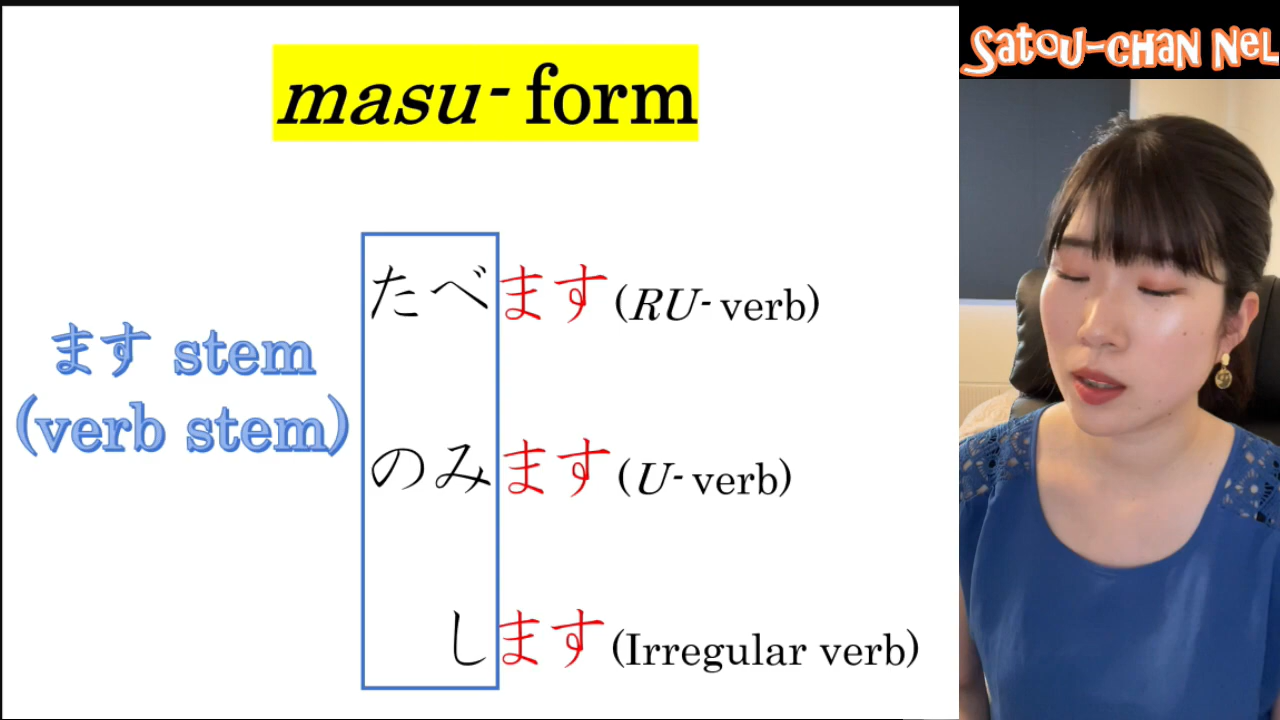 masu- form
たべます (RU- verb)
ます stem
(verb stem)
のみます (U- verb)
します (Irregular verb)
SATOU-CHAN NEL